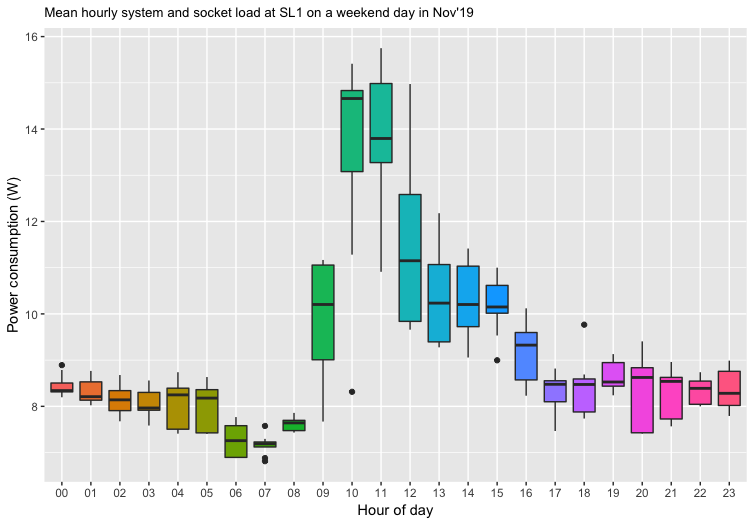 Mean hourly system and socket load at SL1 on a weekend day in Nov'19
Power consumption (W)
16
14
12
10
8
00 01 02 03 04 05 06 07 08 09 10 11 12 13 14 15 16 17 18 19 20 21 22 23
Hour of day